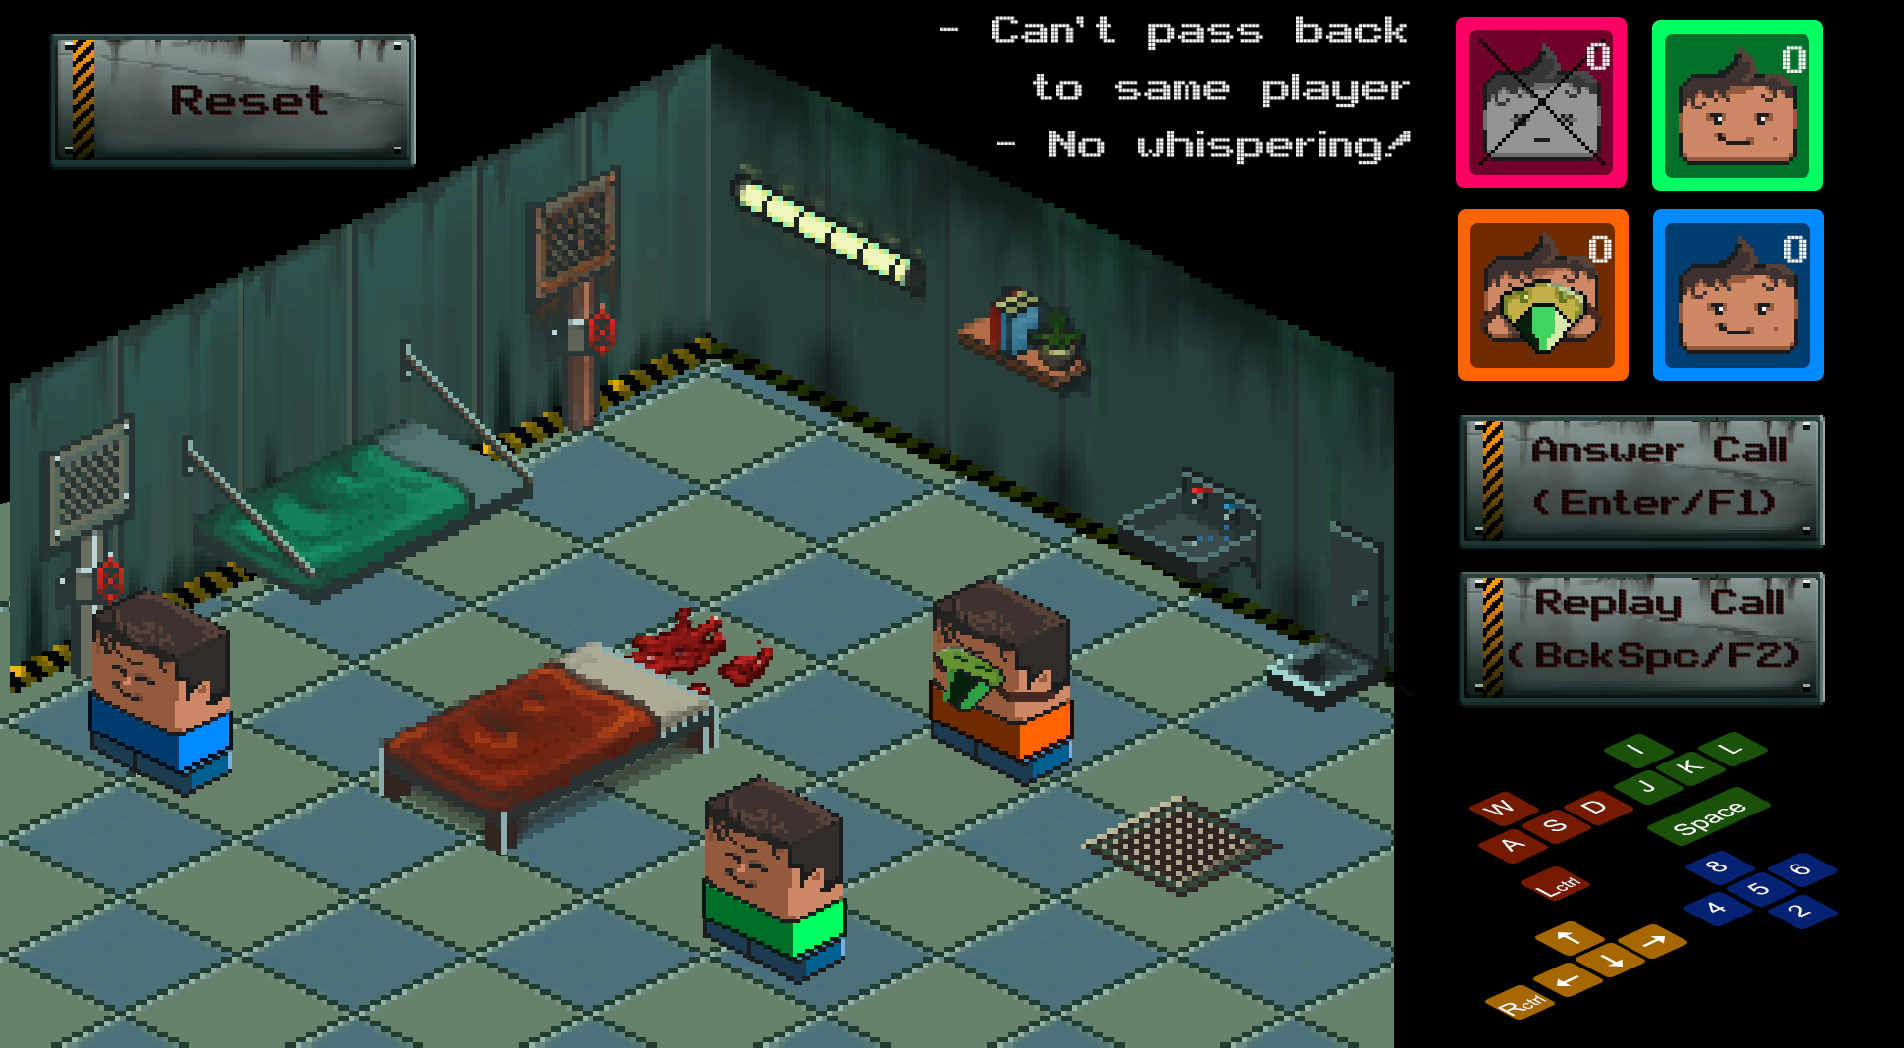 Reset
- Can't pass back
to same player
- No whispering!
0
0
0
0
Answer Call
(Enter/F1)
Replay Call
(BckSpc/F2)
I L
J K
W D
A S
Space
Lctrl
8 6
5
4 2
↖ ↗
← ↘
Rctrl